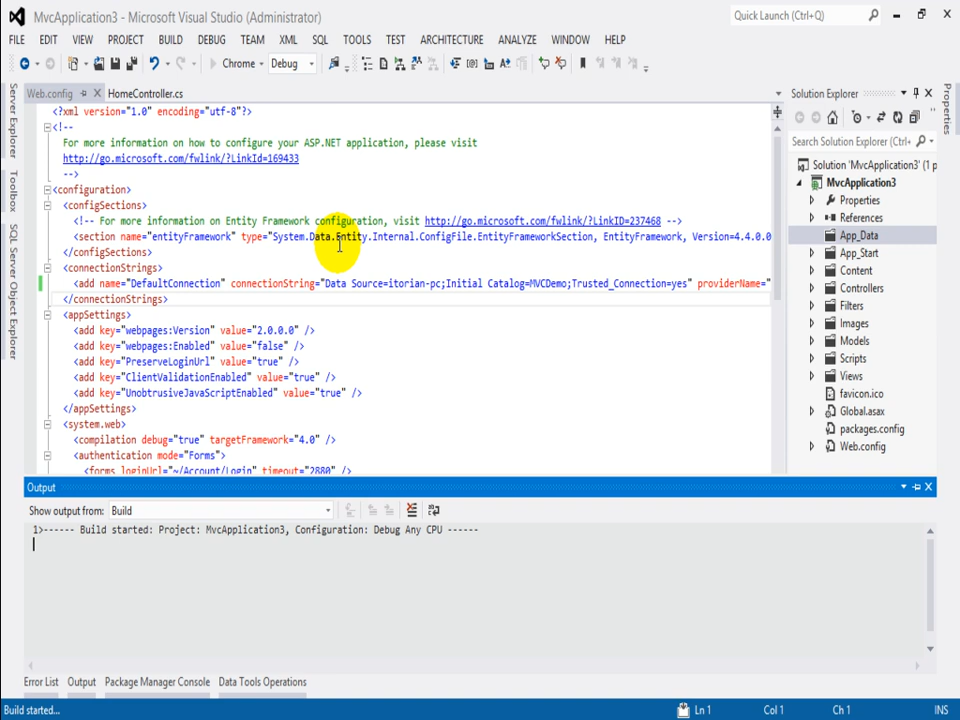 MvcApplication3 - Microsoft Visual Studio (Administrator)
Quick Launch (Ctrl+Q)
FILE EDIT VIEW PROJECT BUILD DEBUG TEAM XML SQL TOOLS TEST ARCHITECTURE ANALYZE WINDOW HELP
Chrome Debug
Server Explorer
Toolbox
SQL Server Object Explorer
Web.config HomeController.cs
<?xml version="1.0" encoding="utf-8"?>
<!--
For more information on how to configure your ASP.NET application, please visit
http://go.microsoft.com/fwlink/?LinkId=169433
-->
<configuration>
<configSections>
<!-- For more information on Entity Framework configuration, visit http://go.microsoft.com/fwlink/?LinkID=237468 -->
<section name="entityFramework" type="System.Data.Entity.Internal.ConfigFile.EntityFrameworkSection, EntityFramework, Version=4.4.0.0
</configSections>
<connectionStrings>
<add name="DefaultConnection" connectionString="Data Source=itorian-pc;Initial Catalog=MVCDemo;Trusted_Connection=yes" providerName="
</connectionStrings>
<appSettings>
<add key="webpages:Version" value="2.0.0.0" />
<add key="webpages:Enabled" value="false" />
<add key="PreserveLoginUrl" value="true" />
<add key="ClientValidationEnabled" value="true" />
<add key="UnobtrusiveJavaScriptEnabled" value="true" />
</appSettings>
<system.web>
<compilation debug="true" targetFramework="4.0" />
<authentication mode="Forms">
<forms loginUrl="~/Account/Login" timeout="2880" />
Solution Explorer
Search Solution Explorer
Solution 'MvcApplication3' (1 p
MvcApplication3
Properties
References
App_Data
App_Start
Content
Controllers
Filters
Images
Models
Scripts
Views
favicon.ico
Global.asax
packages.config
Web.config
Properties
Output
Show output from: Build
1>------ Build started: Project: MvcApplication3, Configuration: Debug Any CPU ------
Error List Output Package Manager Console Data Tools Operations
Build started... Ln 1 Col 1 Ch 1 INS